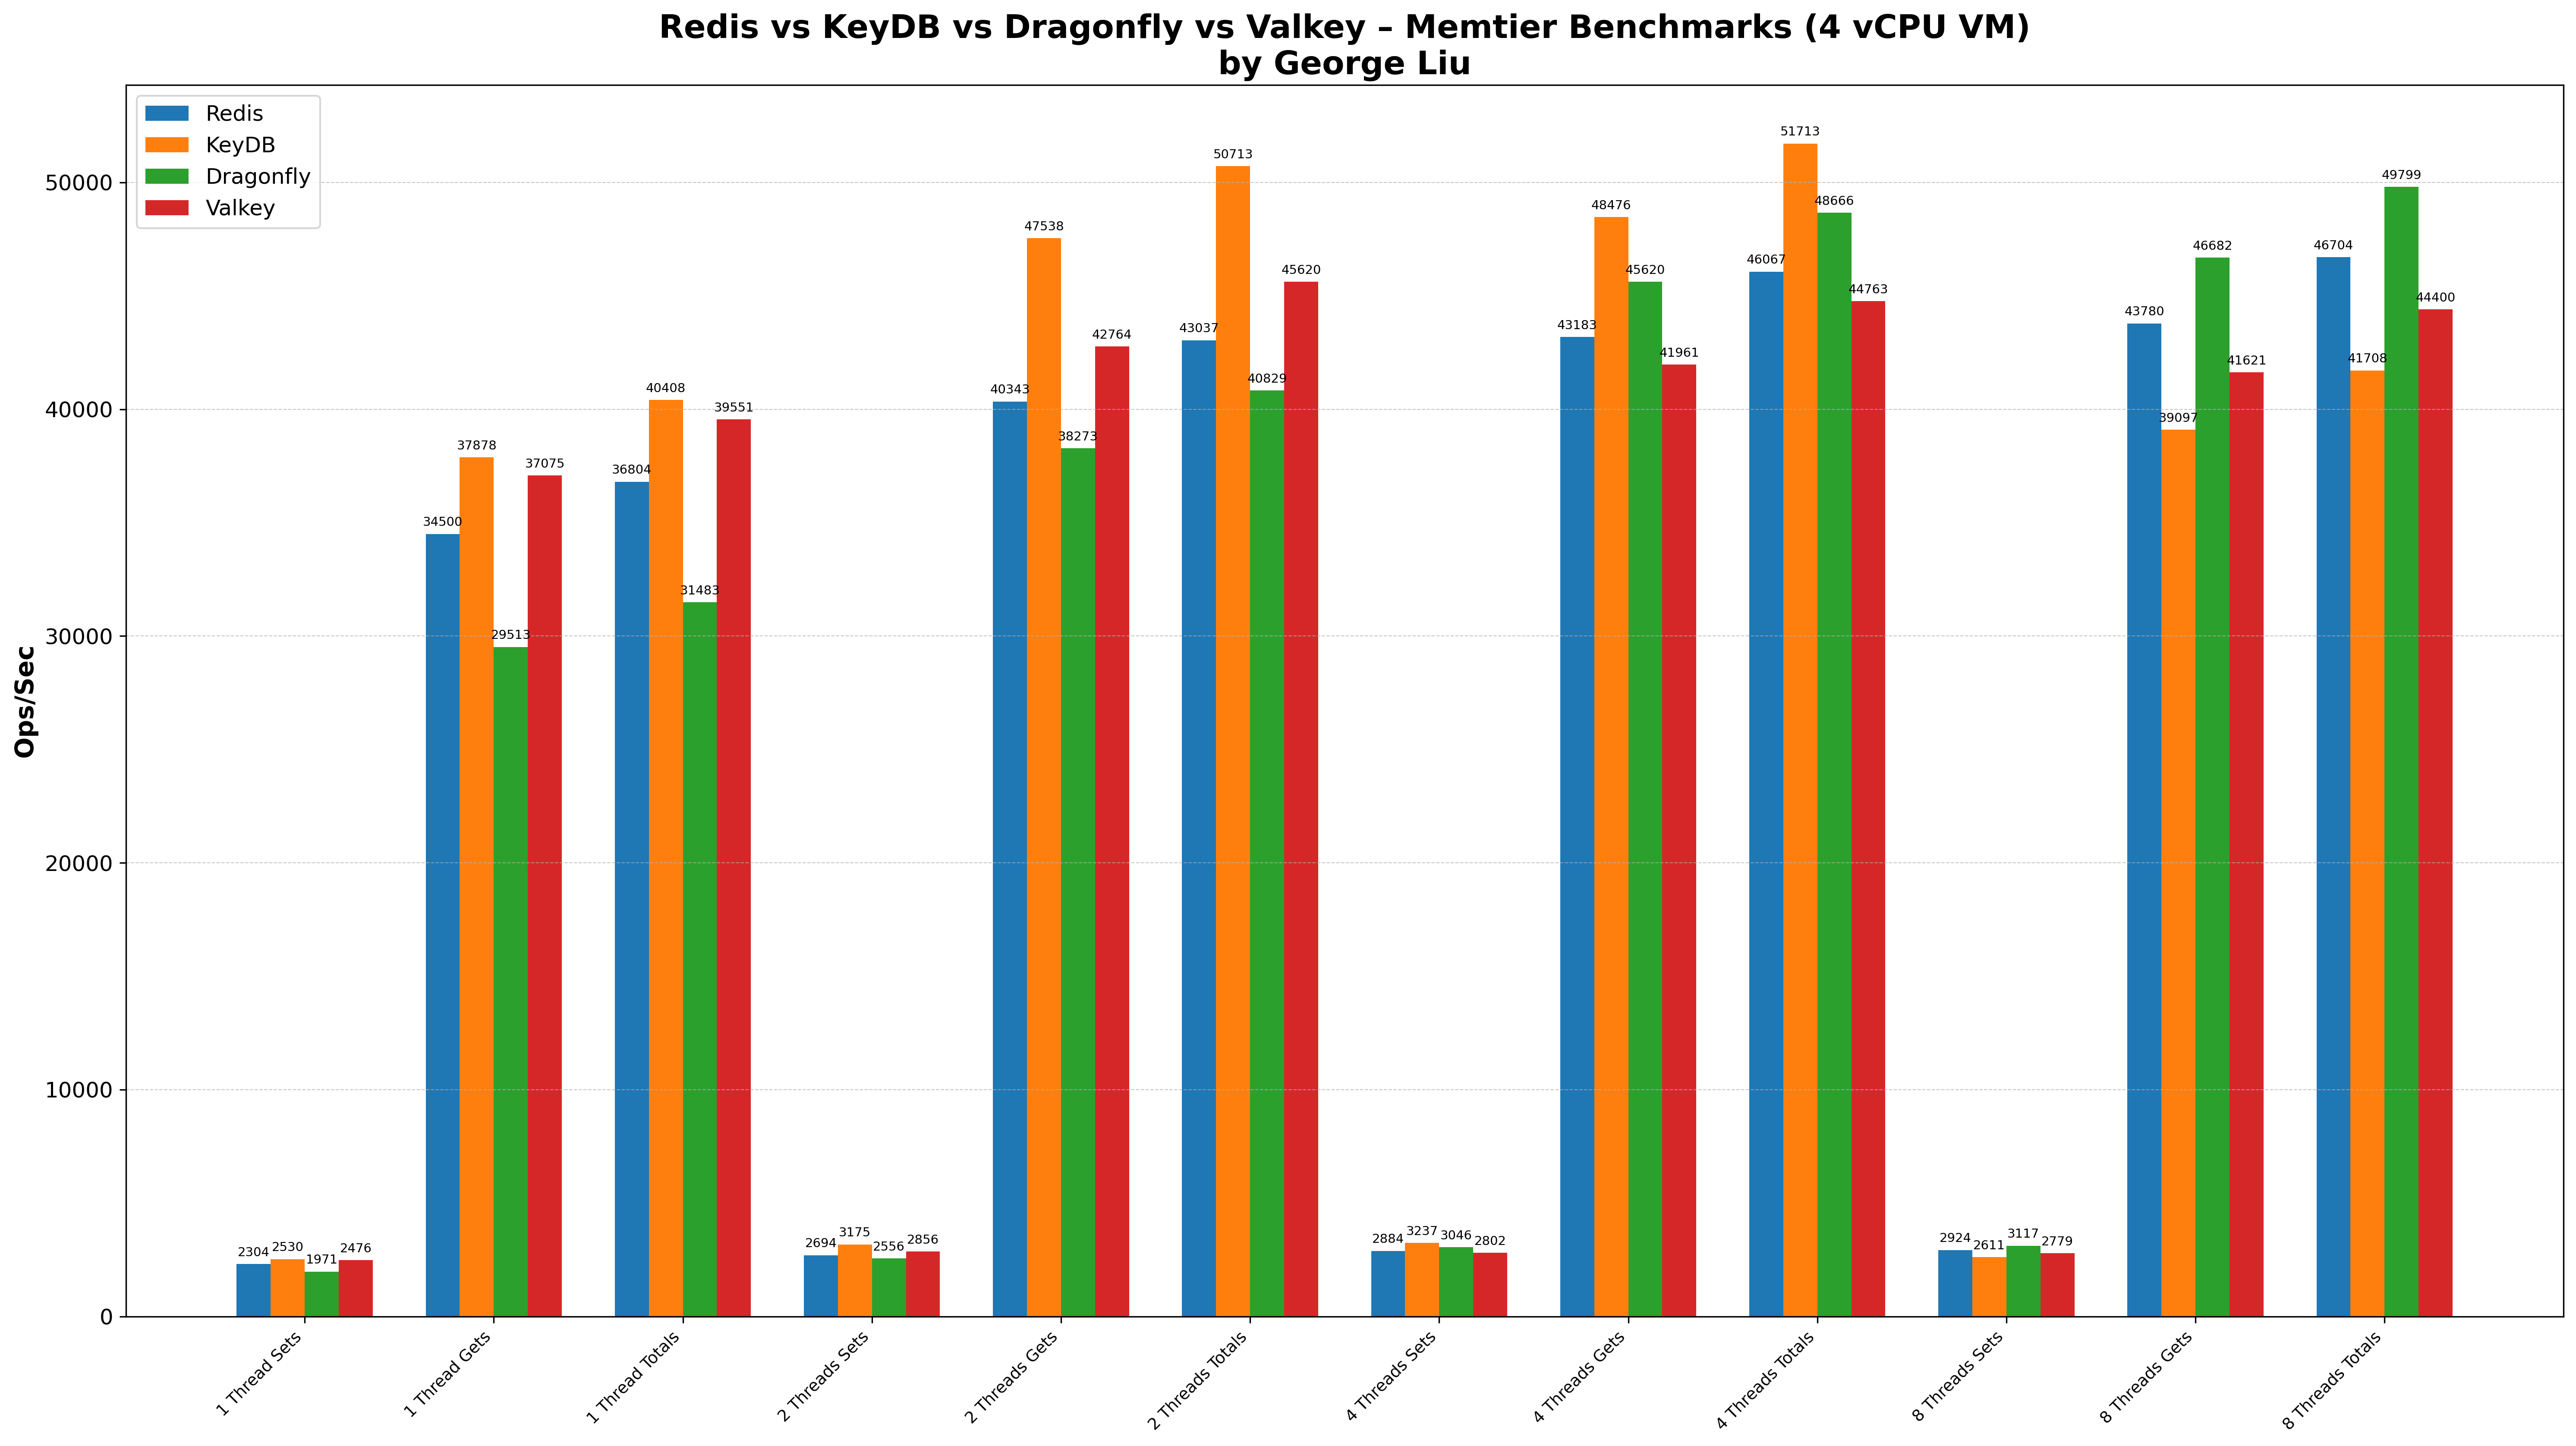 Redis vs KeyDB vs Dragonfly vs Valkey – Memtier Benchmarks (4 vCPU VM)
by George Liu
Redis
KeyDB
Dragonfly
Valkey
Ops/Sec
50000
40000
30000
20000
10000
0
2304 2530 1971 2476
34500 37878 29513 37075
36804 40408 31483 39551
2694 3175 2556 2856
40343 47538 38273 42764
43037 50713 40829 45620
2884 3237 3046 2802
43183 48476 45620 41961
46067 51713 48666 44763
2924 2611 3117 2779
43780 39097 46682 41621
46704 41708 49799 44400
1 Thread Sets
1 Thread Gets
1 Thread Totals
2 Threads Sets
2 Threads Gets
2 Threads Totals
4 Threads Sets
4 Threads Gets
4 Threads Totals
8 Threads Sets
8 Threads Gets
8 Threads Totals